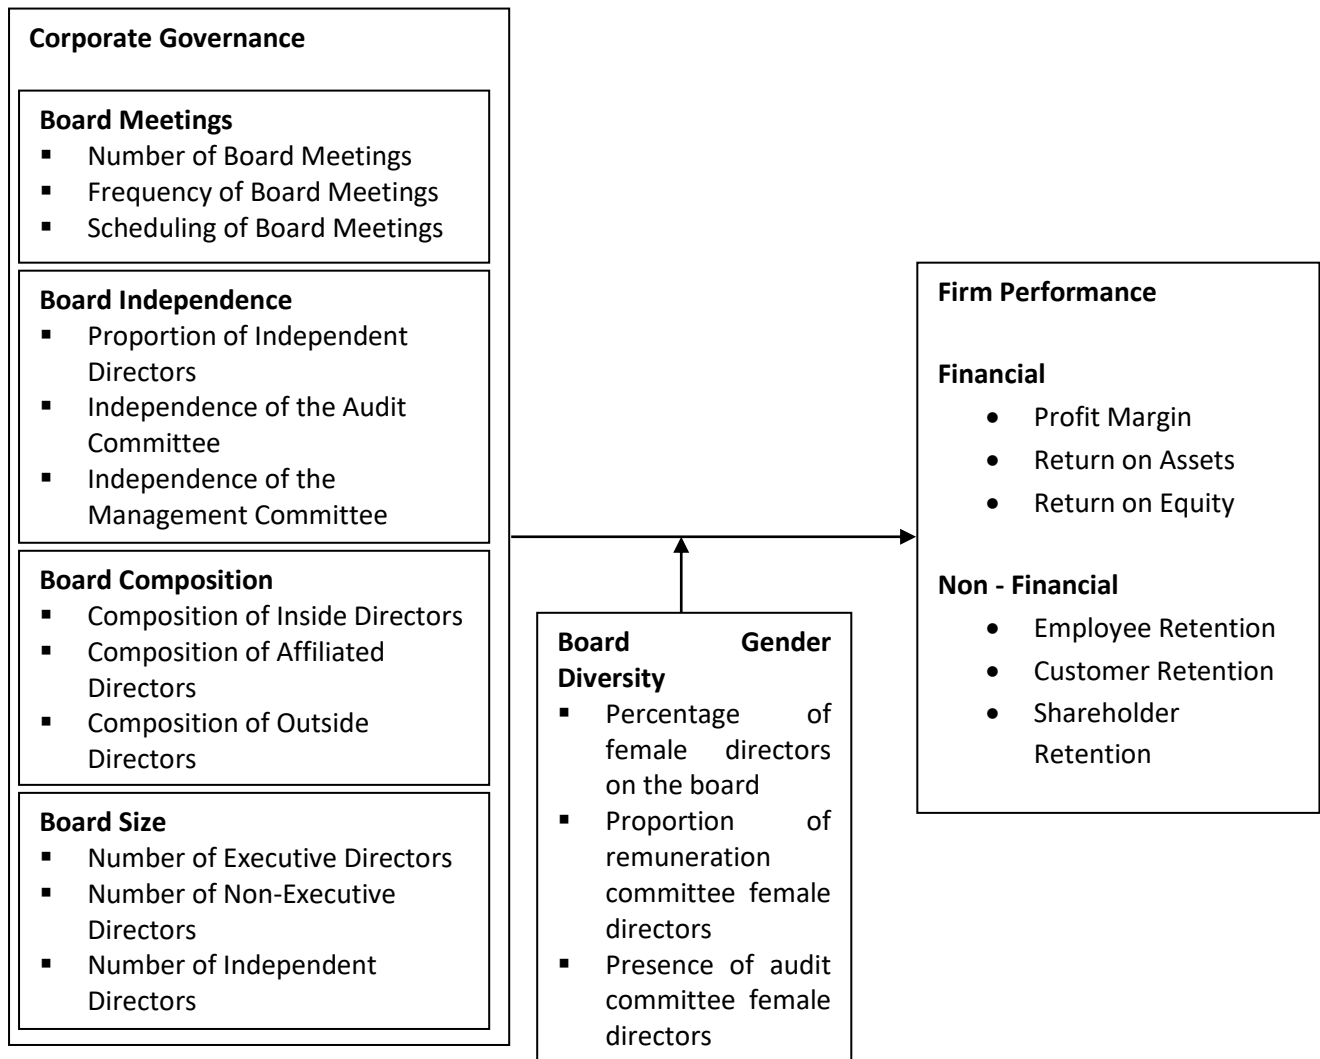 Corporate Governance
Board Meetings
▪ Number of Board Meetings
▪ Frequency of Board Meetings
▪ Scheduling of Board Meetings
Board Independence
▪ Proportion of Independent
Directors
▪ Independence of the Audit
Committee
▪ Independence of the
Management Committee
Board Composition
▪ Composition of Inside Directors
▪ Composition of Affiliated
Directors
▪ Composition of Outside
Directors
Board Size
▪ Number of Executive Directors
▪ Number of Non-Executive
Directors
▪ Number of Independent
Directors
Board Gender
Diversity
▪ Percentage of
female directors
on the board
▪ Proportion of
remuneration
committee female
directors
▪ Presence of audit
committee female
directors
Firm Performance
Financial
• Profit Margin
• Return on Assets
• Return on Equity
Non - Financial
• Employee Retention
• Customer Retention
• Shareholder
Retention